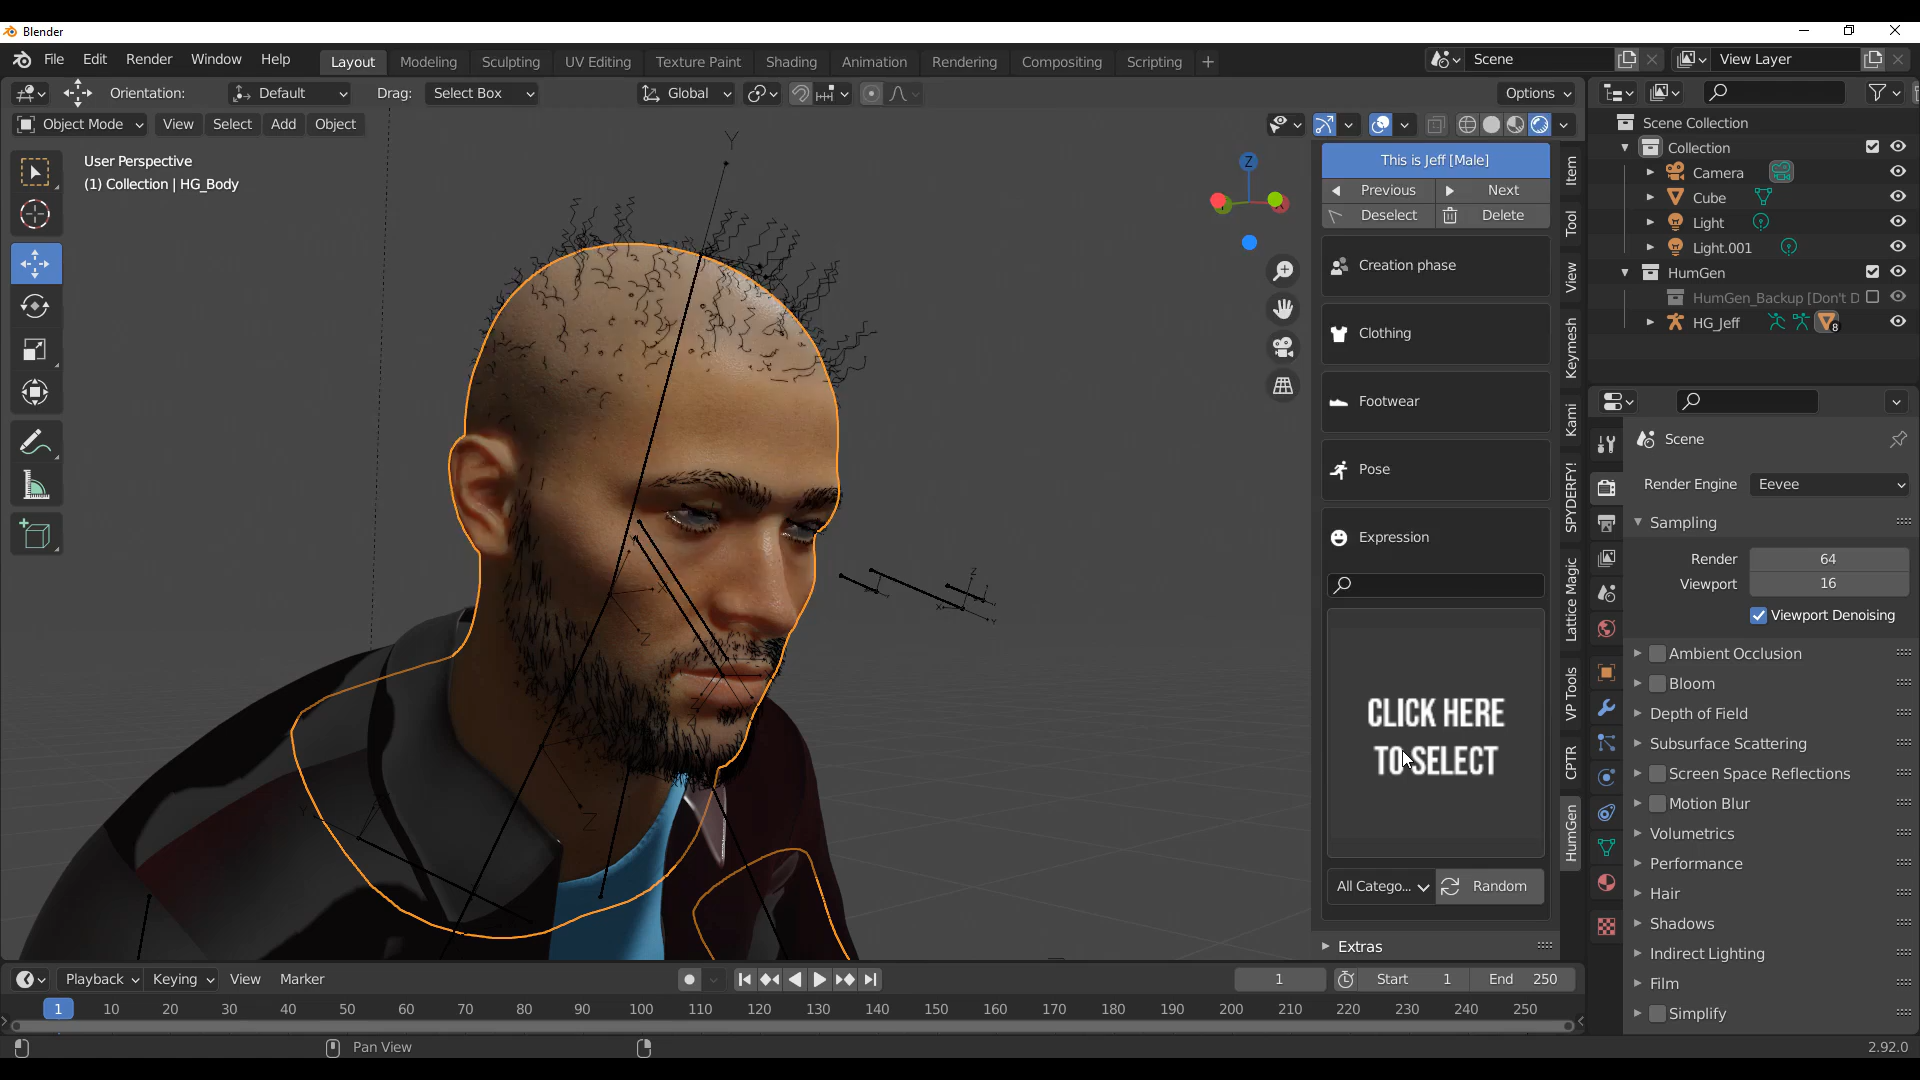 Blender
File Edit Render Window Help Layout Modeling Sculpting UV Editing Texture Paint Shading Animation Rendering Compositing Scripting + Scene View Layer
Orientation: Default Drag: Select Box Global Options
Object Mode View Select Add Object
User Perspective
(1) Collection | HG_Body
Y
Z
X
Z
Z
Z
X
Y
Y
This is Jeff [Male]
Previous Next
Deselect Delete
Creation phase
Clothing
Footwear
Pose
Expression
CLICK HERE
TO SELECT
All Catego... Random
Extras
Item
Tool
View
Keymesh
Kami
SPYDERFY!
Lattice Magic
VP Tools
CPTR
HumGen
Scene Collection
Collection
Camera
Cube
Light
Light.001
HumGen
HumGen_Backup [Don't D
HG_Jeff 8
Scene
Render Engine Eevee
Sampling
Render 64
Viewport 16
Viewport Denoising
Ambient Occlusion
Bloom
Depth of Field
Subsurface Scattering
Screen Space Reflections
Motion Blur
Volumetrics
Performance
Hair
Shadows
Indirect Lighting
Film
Simplify
Playback Keying View Marker 1 Start 1 End 250
1 10 20 30 40 50 60 70 80 90 100 110 120 130 140 150 160 170 180 190 200 210 220 230 240 250
Pan View
2.92.0